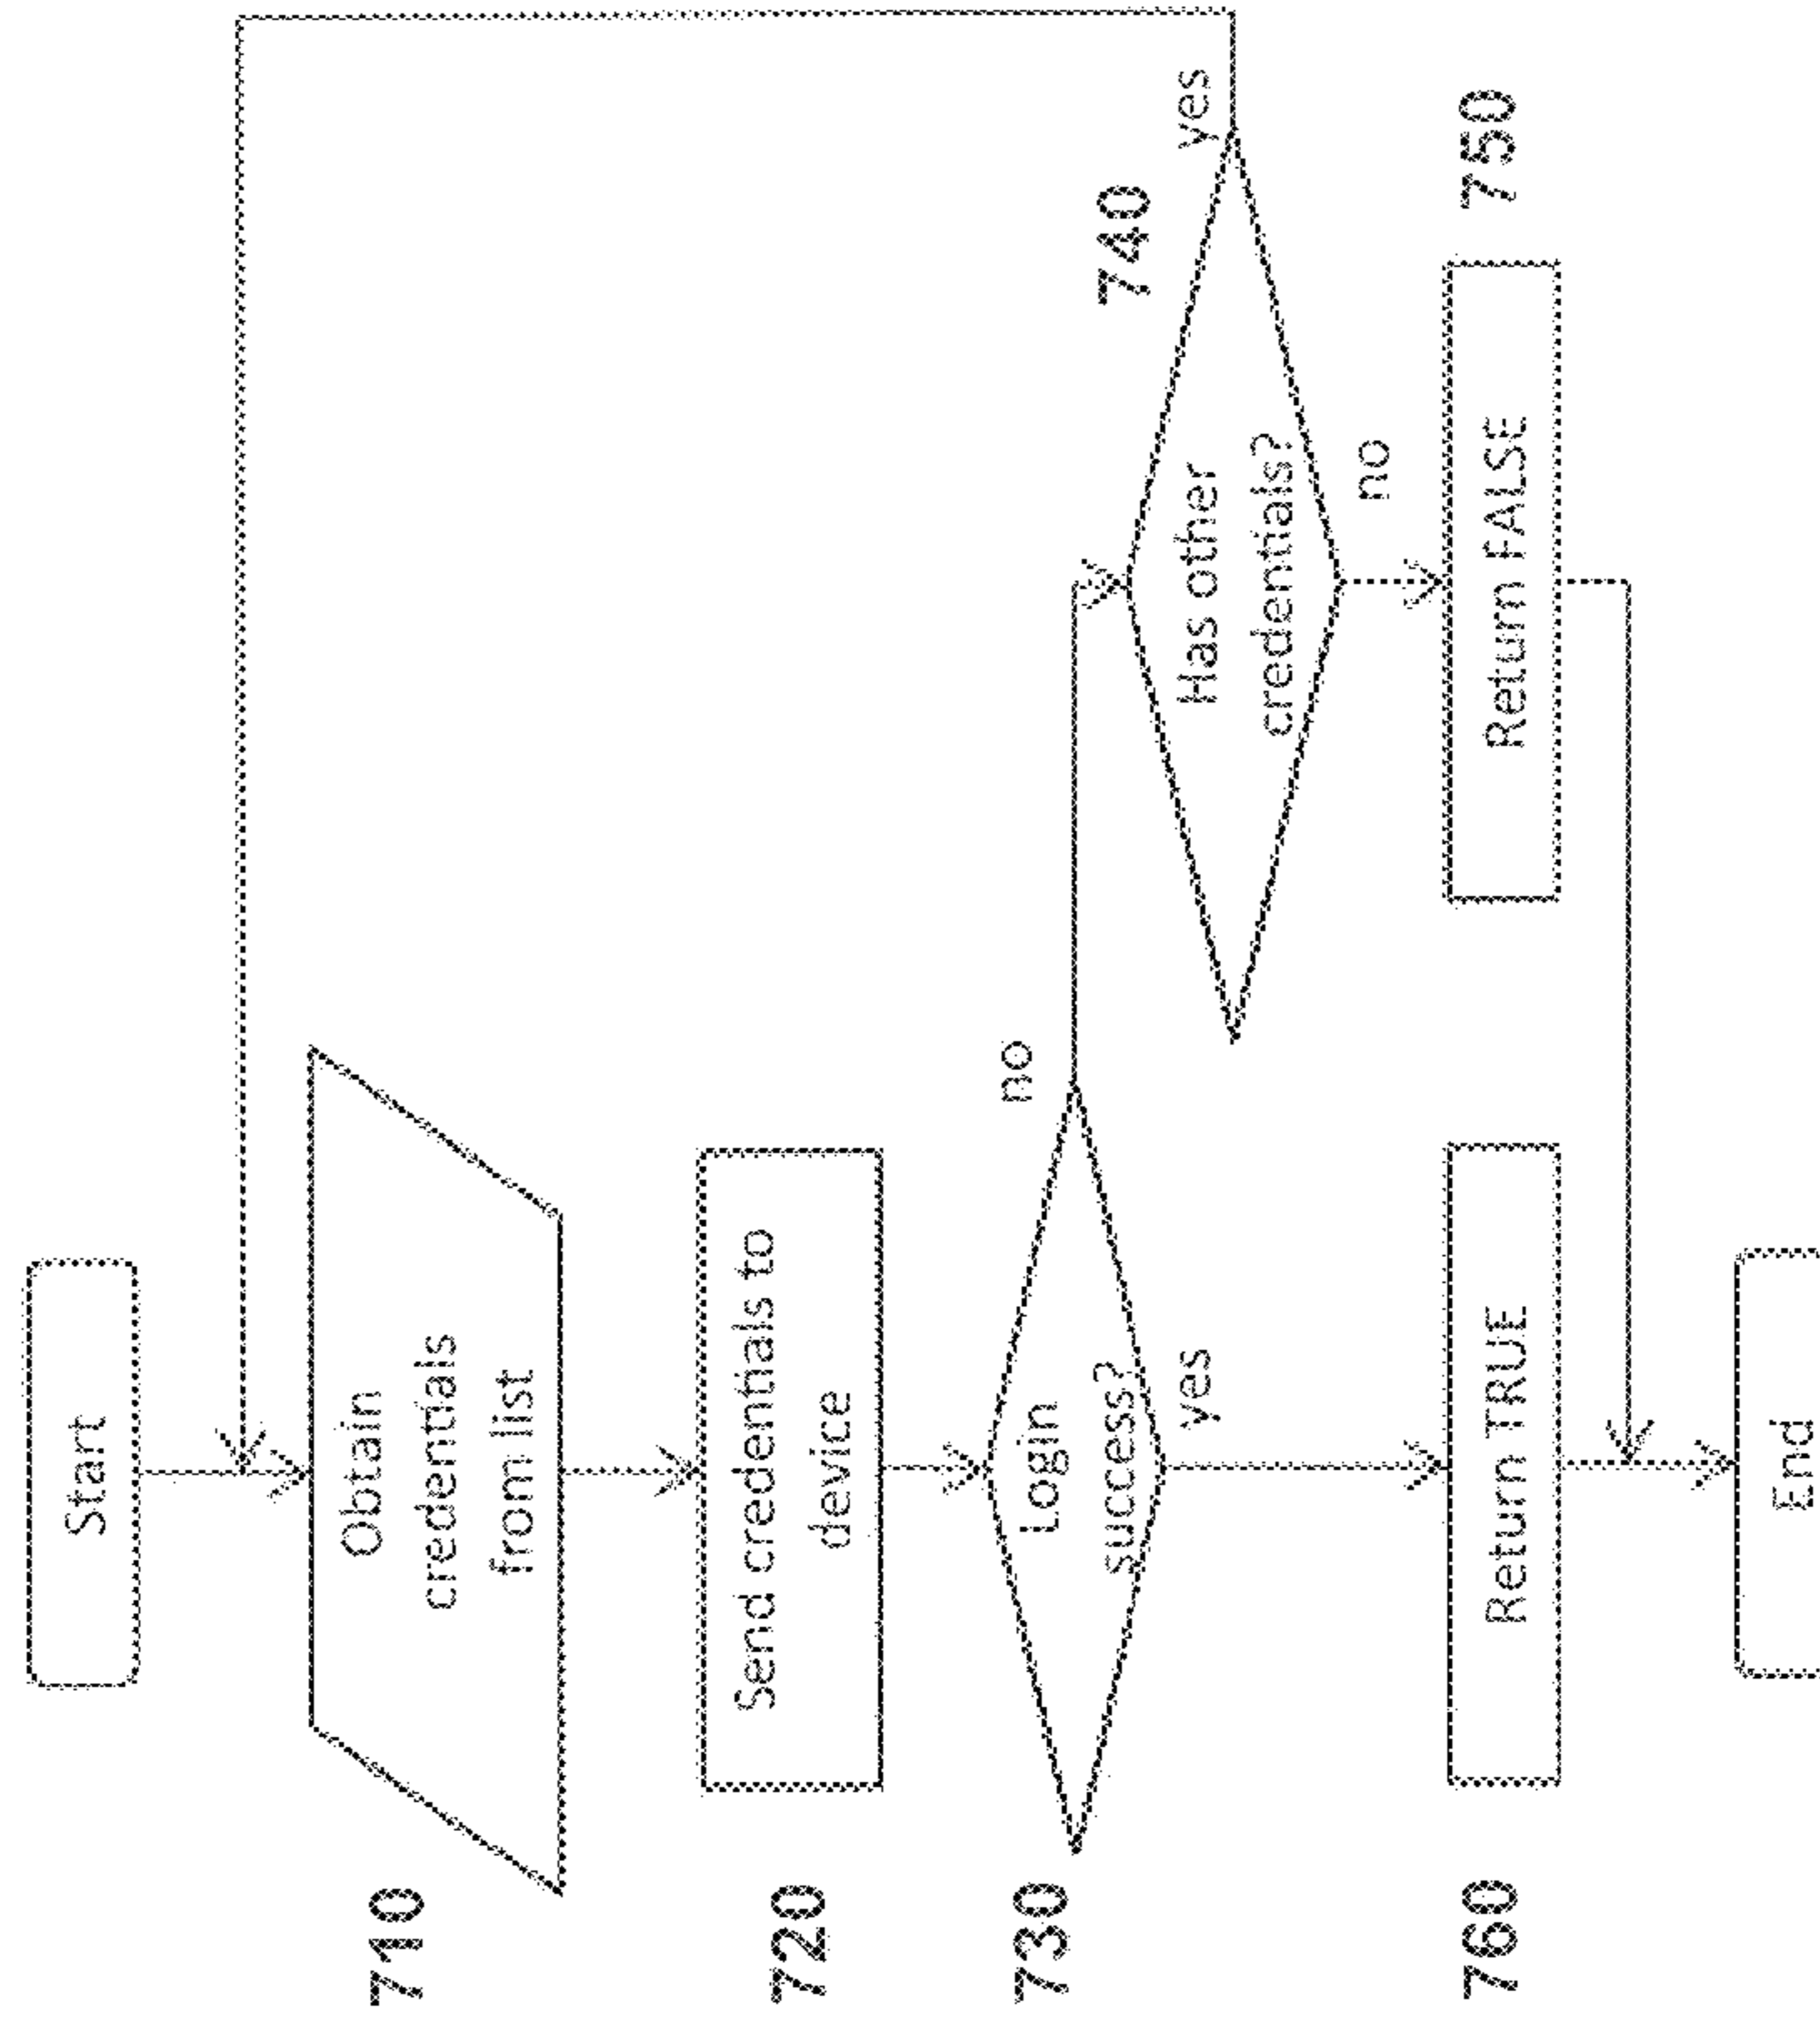 Start
710
Obtain
credentials
from list
720
Send credentials to
device
730
Login
success?
no
yes
740
Has other
credentials?
yes
no
760
Return TRUE
Return FALSE
750
End